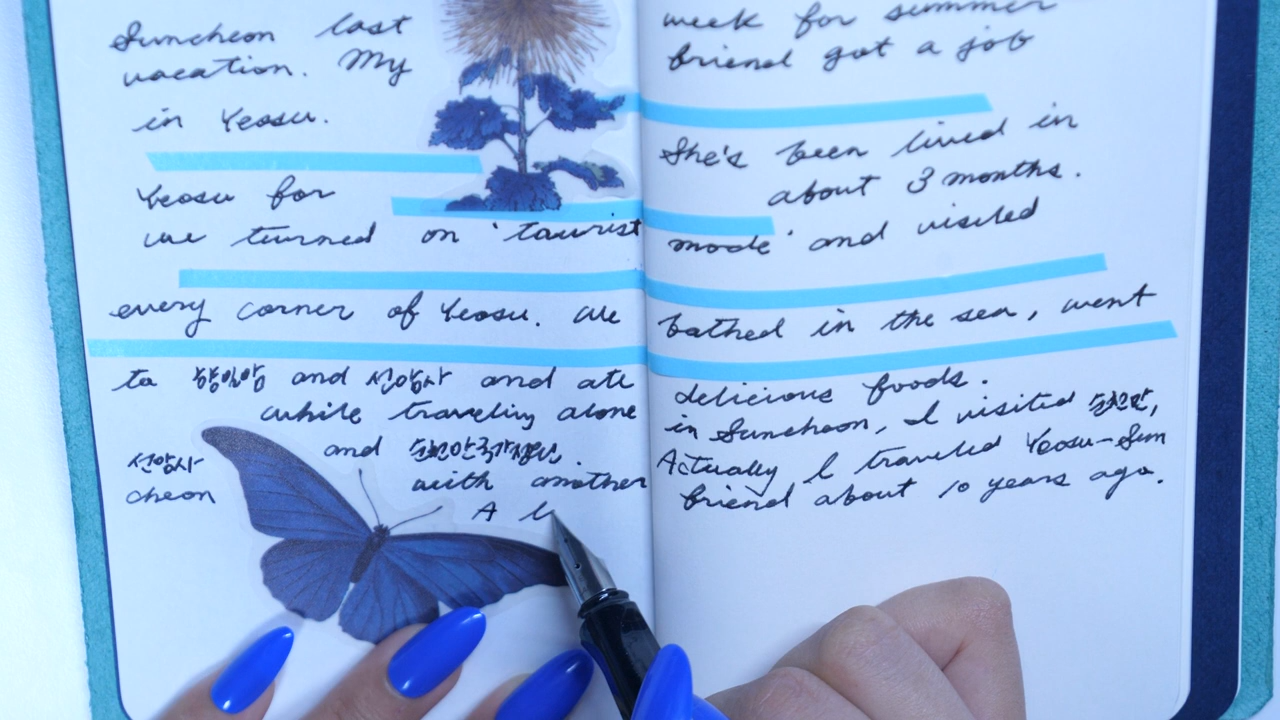 Suncheon last week for summer
vacation. My friend got a job
in Yeosu. She's been lived in
Yeosu for about 3 months.
we turned on 'tourist mode' and visited
every corner of Yeosu. We bathed in the sea, went
to 향일암 and 선암사 and ate delicious foods.
while traveling alone in Suncheon, I visited 순천만,
선암사 and 순천만국가정원. Actually I traveled Yeosu-Sun
cheon with another friend about 10 years ago.
A